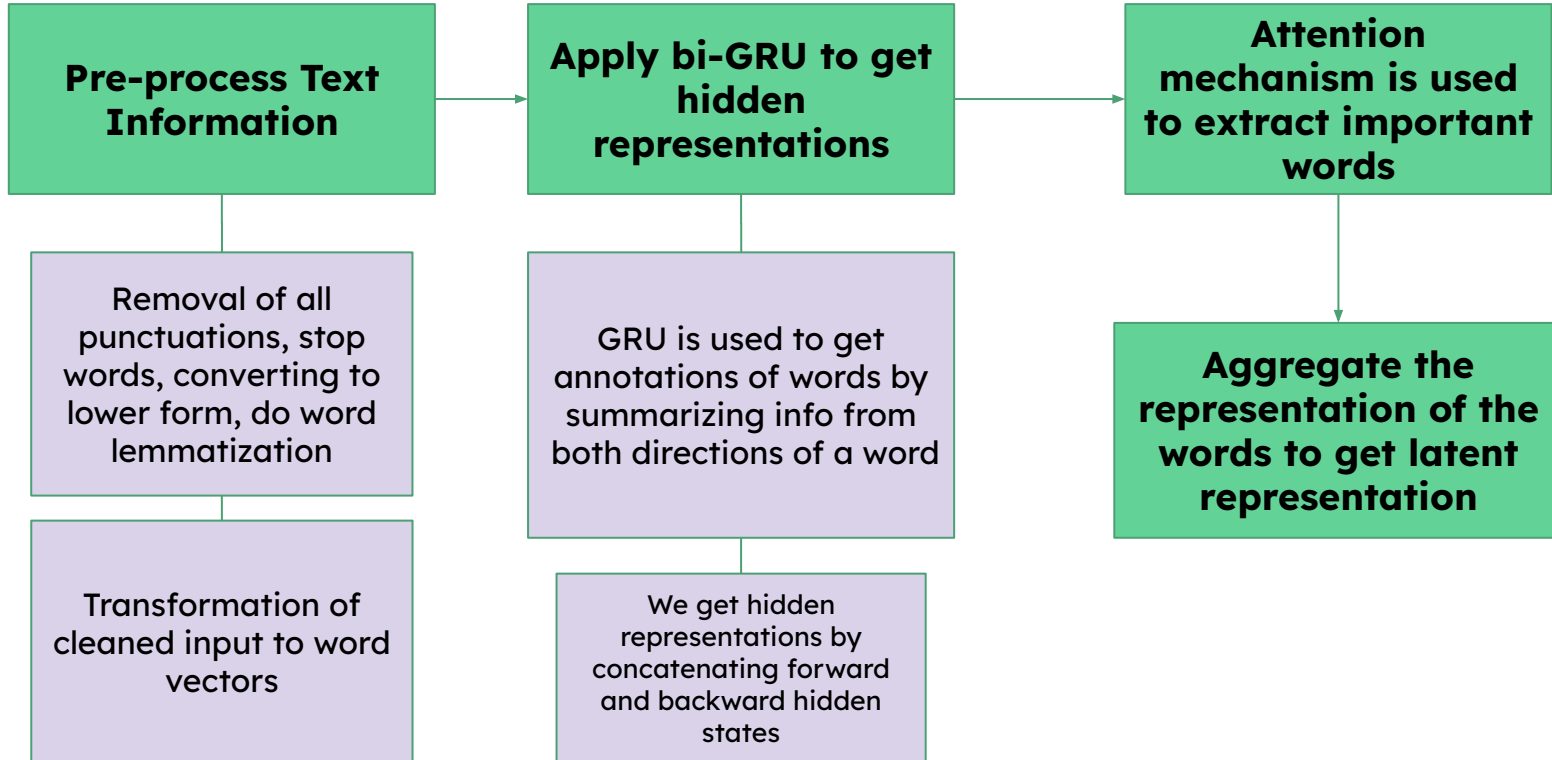 Pre-process Text
Information
Apply bi-GRU to get
hidden
representations
Attention
mechanism is used
to extract important
words
Removal of all
punctuations, stop
words, converting to
lower form, do word
lemmatization
GRU is used to get
annotations of words by
summarizing info from
both directions of a word
Aggregate the
representation of the
words to get latent
representation
Transformation of
cleaned input to word
vectors
We get hidden
representations by
concatenating forward
and backward hidden
states